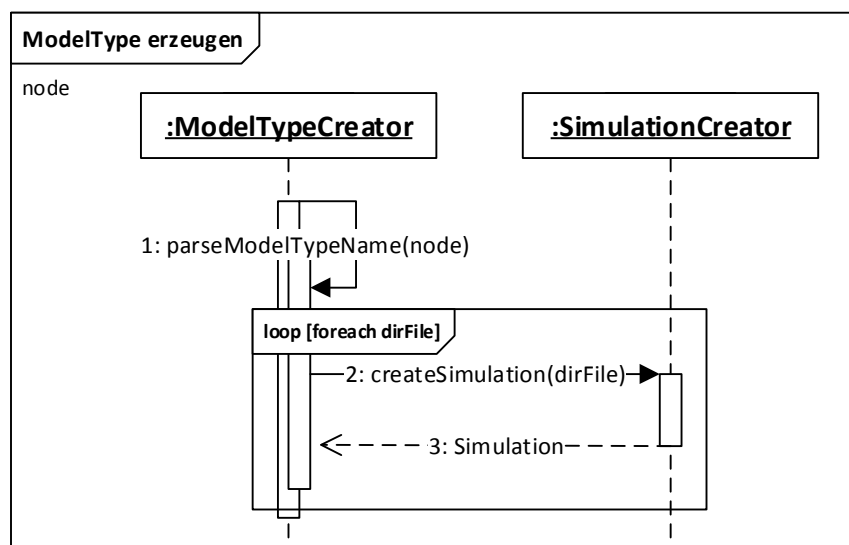 ModelType erzeugen
node
:ModelTypeCreator
:SimulationCreator
1: parseModelTypeName(node)
loop [foreach dirFile]
2: createSimulation(dirFile)
3: Simulation